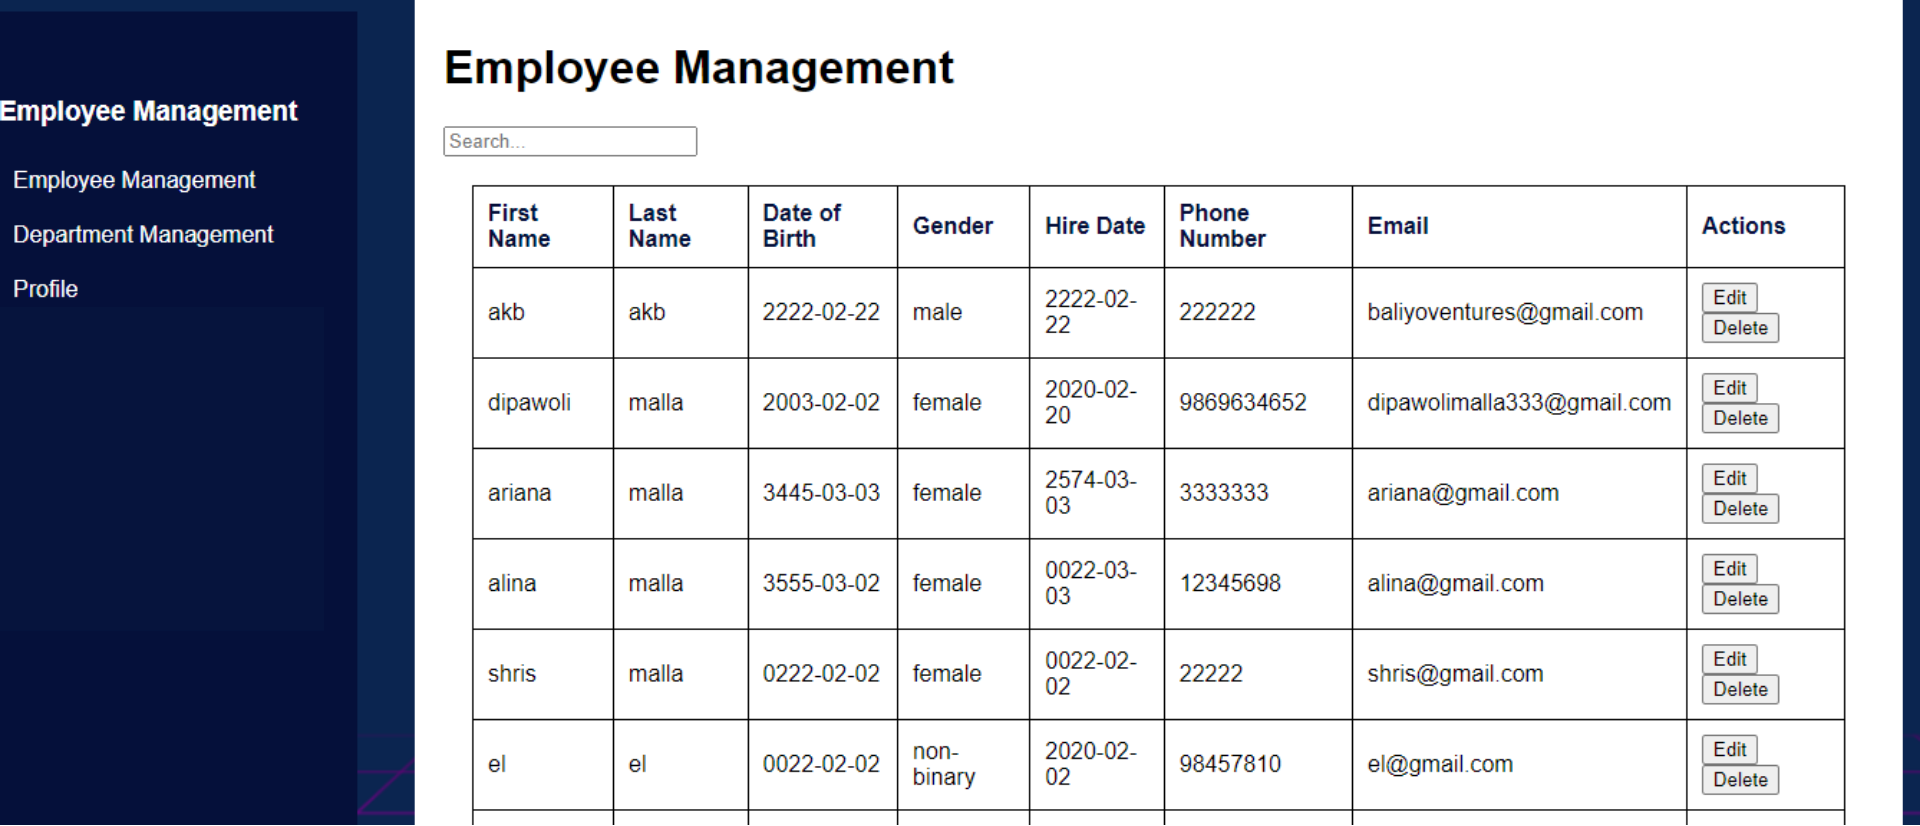 Employee Management
Employee Management
Department Management
Profile
Employee Management
Search...
First Name Last Name Date of Birth Gender Hire Date Phone Number Email Actions
akb akb 2222-02-22 male 2222-02-22 222222 baliyoventures@gmail.com Edit Delete
dipawoli malla 2003-02-02 female 2020-02-20 9869634652 dipawolimalla333@gmail.com Edit Delete
ariana malla 3445-03-03 female 2574-03-03 3333333 ariana@gmail.com Edit Delete
alina malla 3555-03-02 female 0022-03-03 12345698 alina@gmail.com Edit Delete
shris malla 0222-02-02 female 0022-02-02 22222 shris@gmail.com Edit Delete
el el 0022-02-02 non-binary 2020-02-02 98457810 el@gmail.com Edit Delete